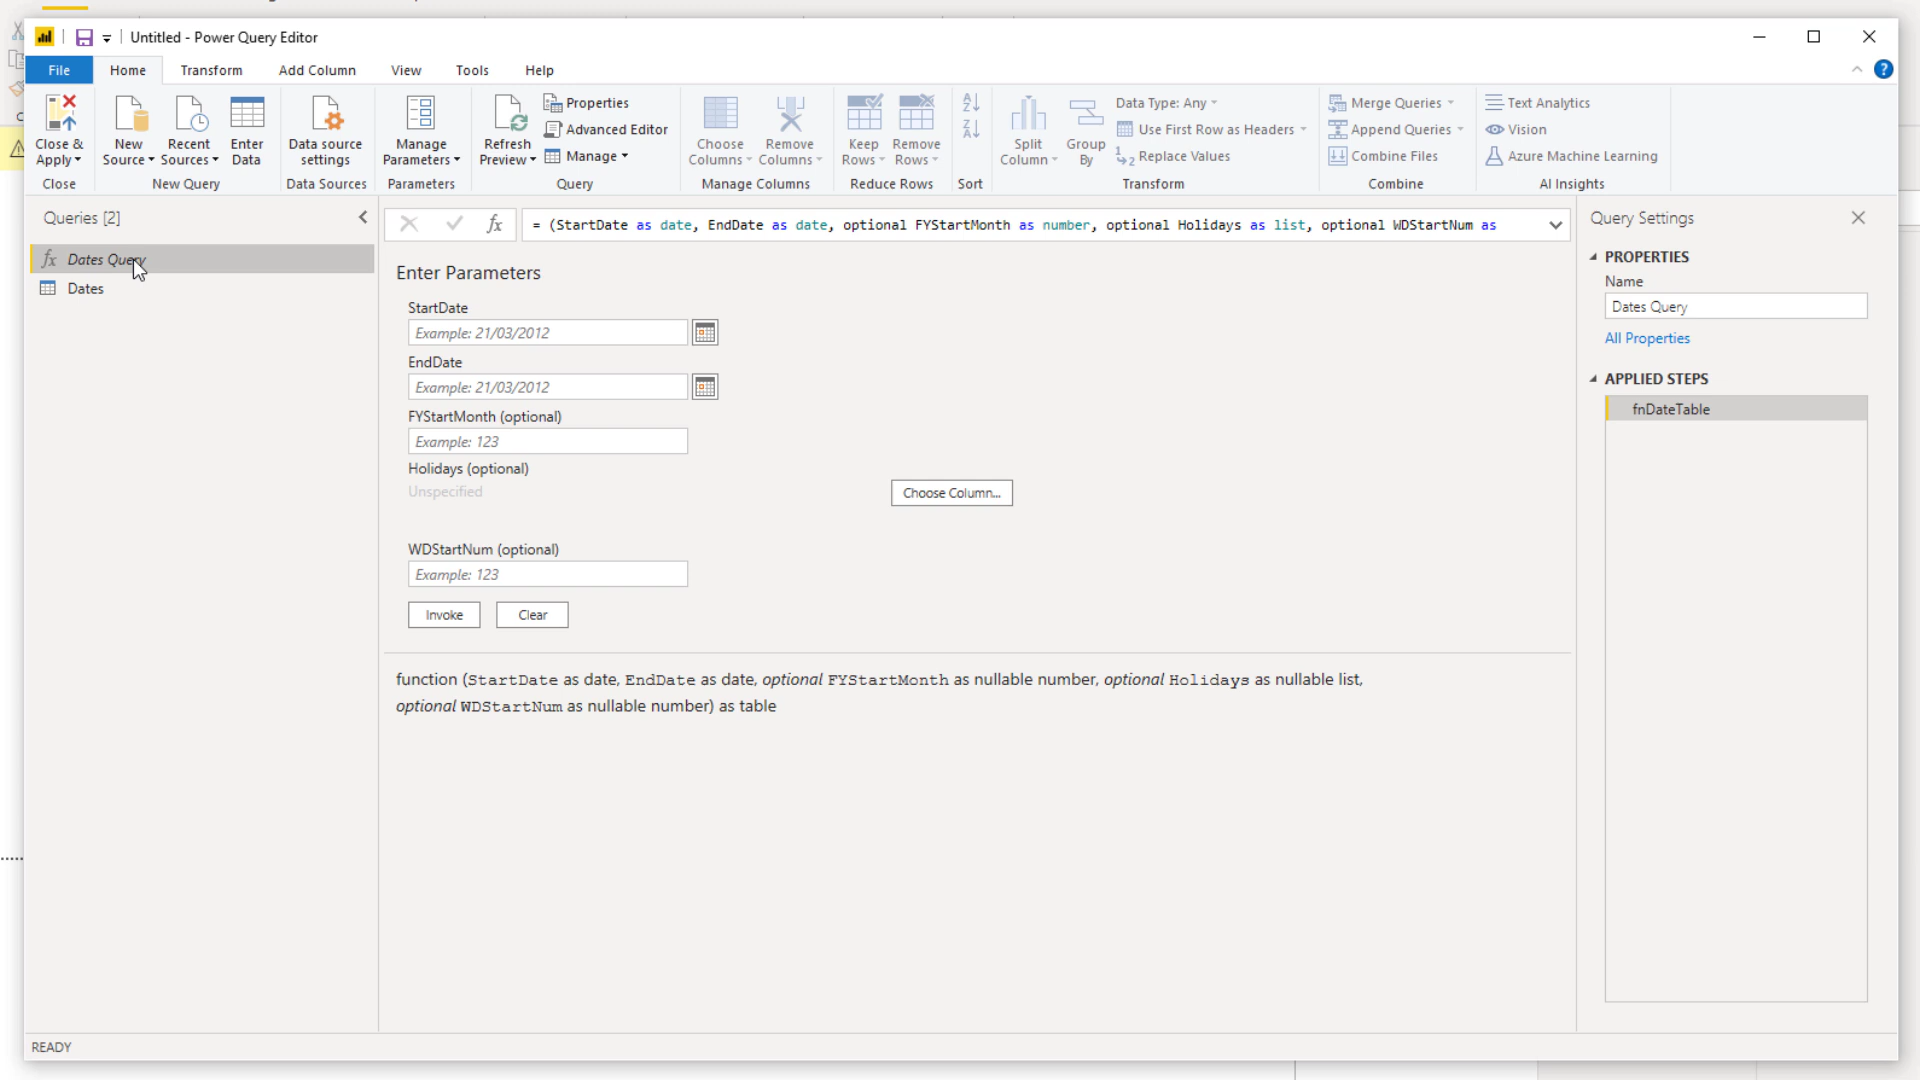 Untitled - Power Query Editor
File Home Transform Add Column View Tools Help
Close & Apply
New Source
Recent Sources
Enter Data
Data source settings
Manage Parameters
Refresh Preview
Properties
Advanced Editor
Manage
Choose Columns
Remove Columns
Keep Rows
Remove Rows
Split Column
Group By
Data Type: Any
Use First Row as Headers
Replace Values
Merge Queries
Append Queries
Combine Files
Text Analytics
Vision
Azure Machine Learning
Close New Query Data Sources Parameters Query Manage Columns Reduce Rows Sort Transform Combine AI Insights
Queries [2]
fx Dates Query
Dates
fx
= (StartDate as date, EndDate as date, optional FYStartMonth as number, optional Holidays as list, optional WDStartNum as
Enter Parameters
StartDate
Example: 21/03/2012
EndDate
Example: 21/03/2012
FYStartMonth (optional)
Example: 123
Holidays (optional)
Unspecified
Choose Column...
WDStartNum (optional)
Example: 123
Invoke Clear
function (StartDate as date, EndDate as date, optional FYStartMonth as nullable number, optional Holidays as nullable list,
optional WDStartNum as nullable number) as table
Query Settings
PROPERTIES
Name
Dates Query
All Properties
APPLIED STEPS
fnDateTable
READY